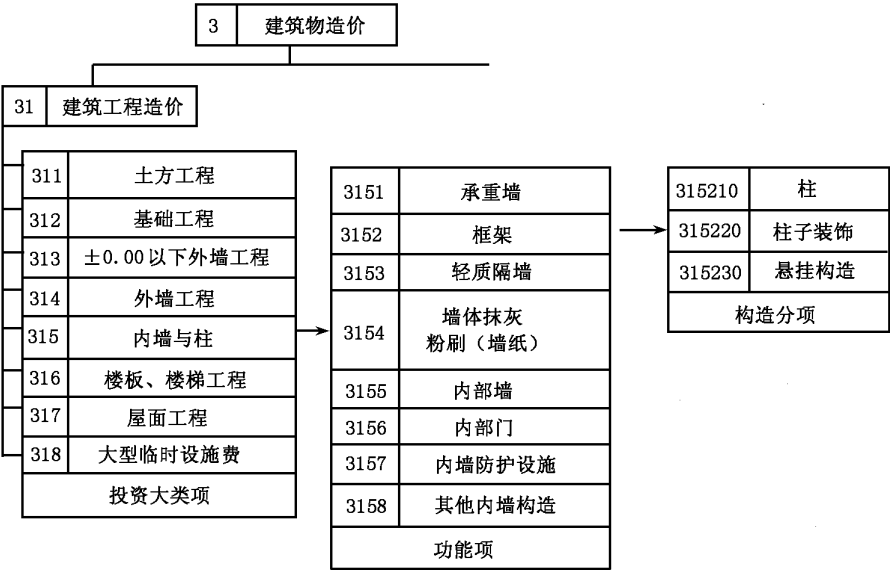 3 建筑物造价
31 建筑工程造价
311 土方工程
312 基础工程
313 ±0.00以下外墙工程
314 外墙工程
315 内墙与柱
316 楼板、楼梯工程
317 屋面工程
318 大型临时设施费
投资大类项
3151 承重墙
3152 框架
3153 轻质隔墙
3154 墙体抹灰
粉刷（墙纸）
3155 内部墙
3156 内部门
3157 内墙防护设施
3158 其他内墙构造
功能项
315210 柱
315220 柱子装饰
315230 悬挂构造
构造分项